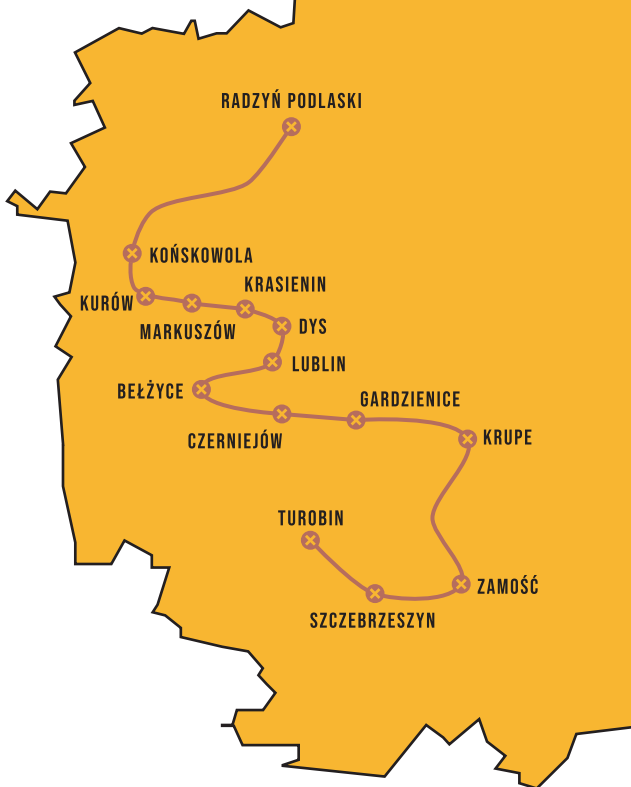 RADZYŃ PODLASKI
KOŃSKOWOLA
KRASIENIN
KURÓW
MARKUSZÓW
DYS
LUBLIN
BEŁŻYCE
GARDZIENICE
CZERNIEJÓW
KRUPE
TUROBIN
ZAMOŚĆ
SZCZEBRZESZYN